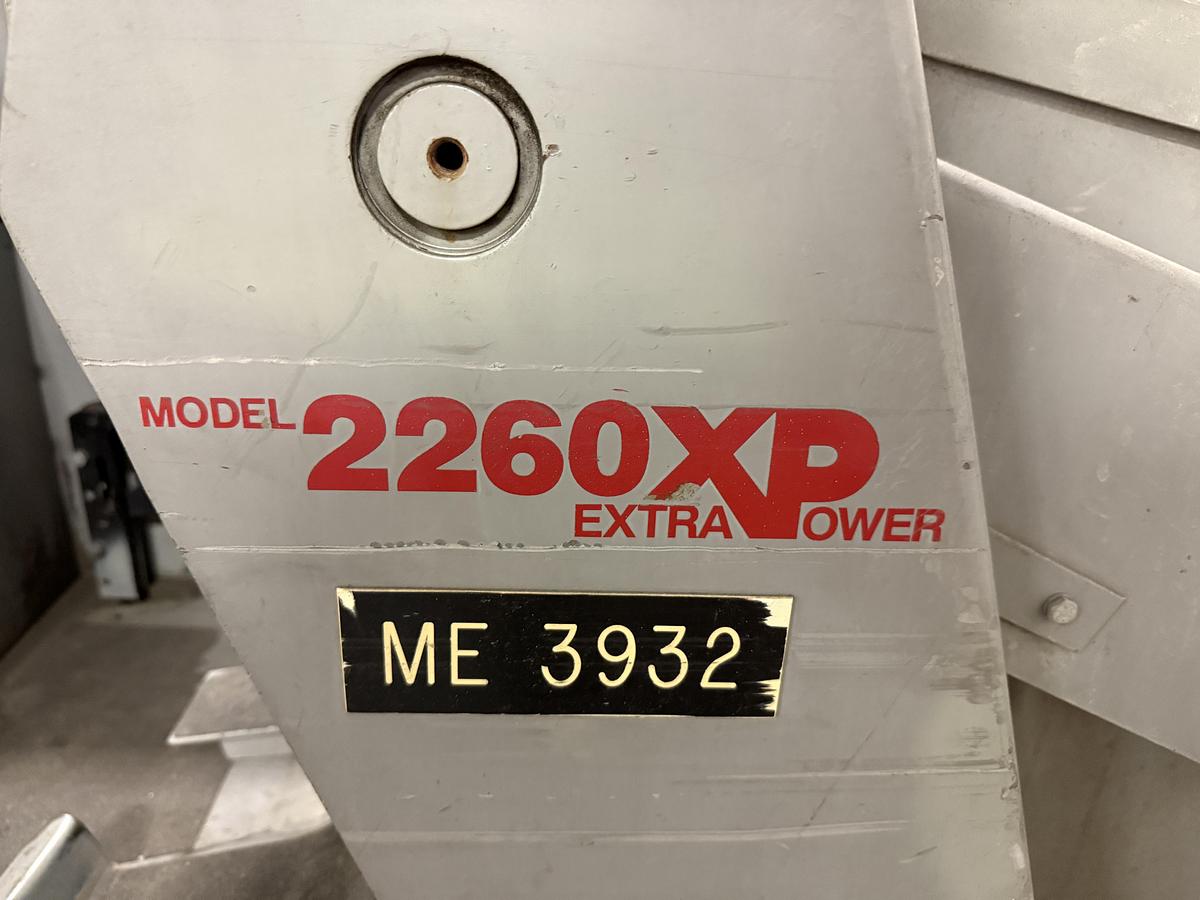 MODEL 2260XP
EXTRA POWER
ME 3932